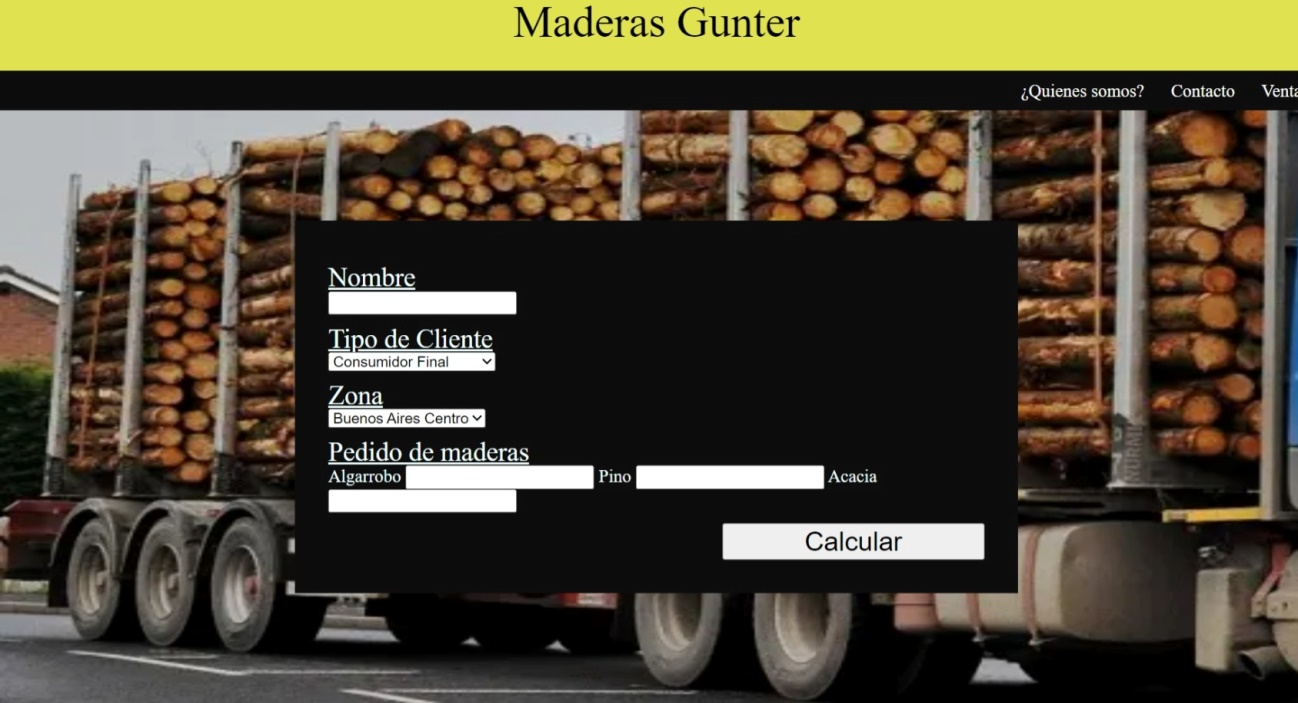 Maderas Gunter
¿Quienes somos? Contacto Venta
Nombre
Tipo de Cliente
Consumidor Final
Zona
Buenos Aires Centro
Pedido de maderas
Algarrobo Pino Acacia
Calcular